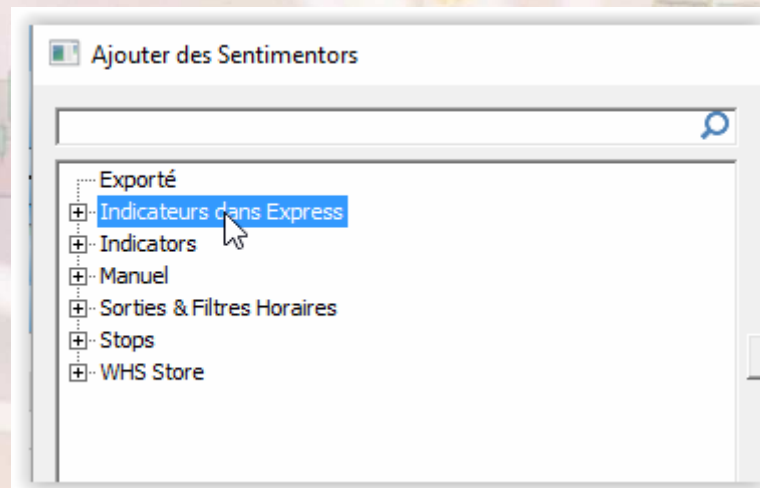 Ajouter des Sentimentors
Exporté
Indicateurs dans Express
Indicators
Manuel
Sorties & Filtres Horaires
Stops
WHS Store